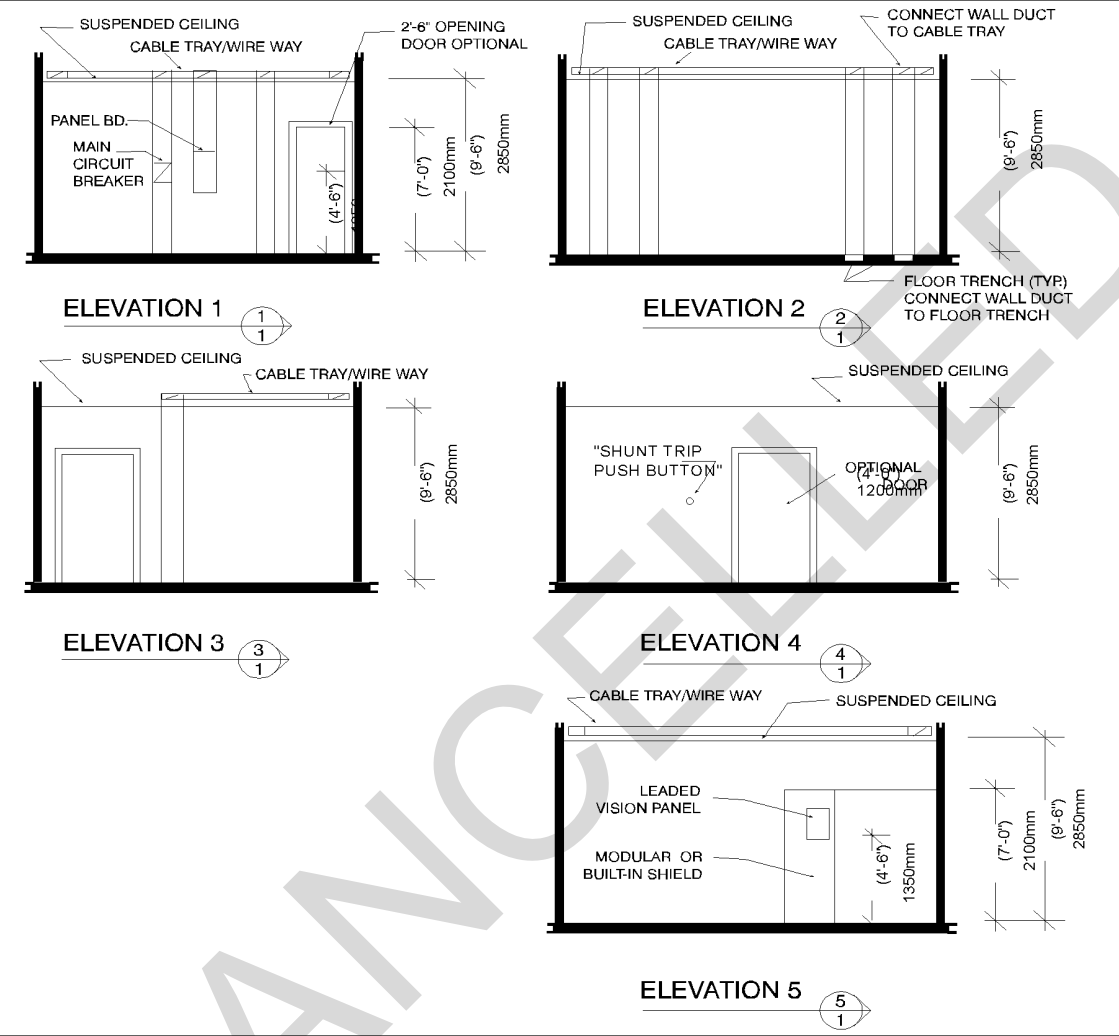 SUSPENDED CEILING
CABLE TRAY/WIRE WAY
2'-6" OPENING
DOOR OPTIONAL
PANEL BD.
MAIN
CIRCUIT
BREAKER
(4'-6")
(7'-0")
2100mm
(9'-6")
2850mm
ELEVATION 1
1
1
SUSPENDED CEILING
CABLE TRAY/WIRE WAY
CONNECT WALL DUCT
TO CABLE TRAY
(9'-6")
2850mm
FLOOR TRENCH (TYP.)
CONNECT WALL DUCT
TO FLOOR TRENCH
ELEVATION 2
2
1
SUSPENDED CEILING
CABLE TRAY/WIRE WAY
(9'-6")
2850mm
ELEVATION 3
3
1
SUSPENDED CEILING
"SHUNT TRIP
PUSH BUTTON"
OPTIONAL
DOOR
(4'-0")
1200mm
(9'-6")
2850mm
ELEVATION 4
4
1
CABLE TRAY/WIRE WAY
SUSPENDED CEILING
LEADED
VISION PANEL
MODULAR OR
BUILT-IN SHIELD
(4'-6")
1350mm
(7'-0")
2100mm
(9'-6")
2850mm
ELEVATION 5
5
1
ANCELLED